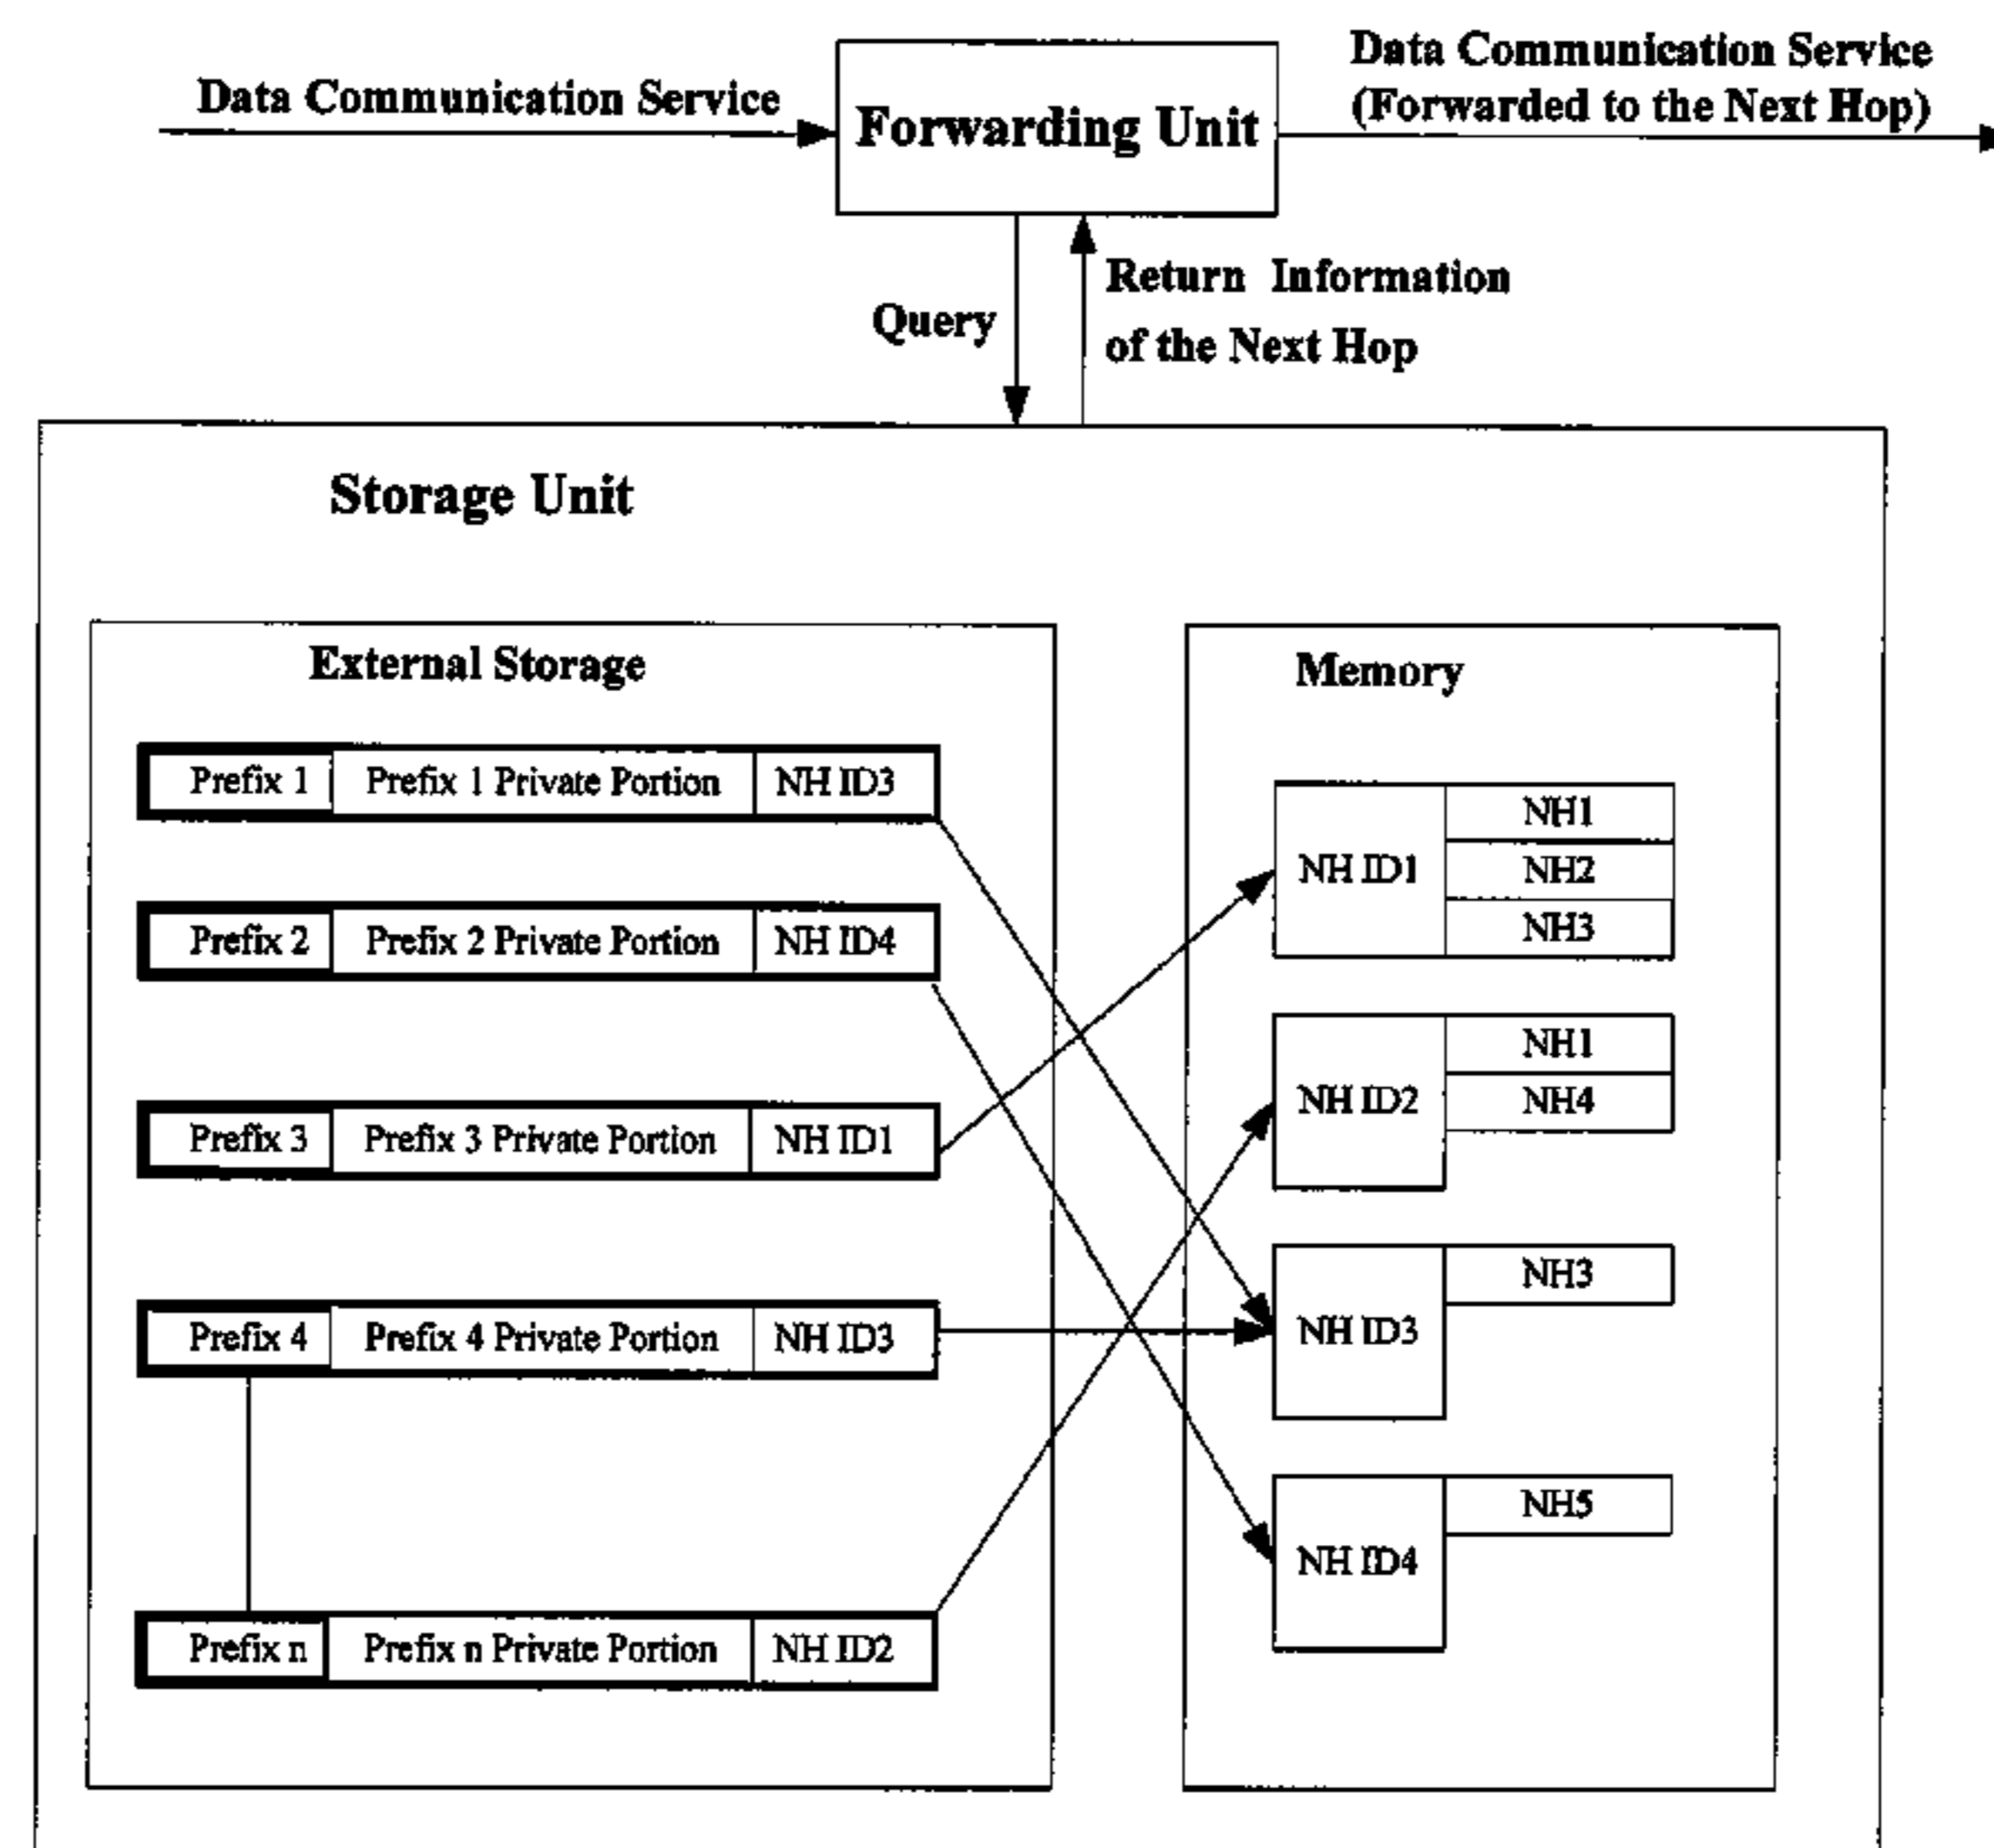 Data Communication Service
Forwarding Unit
Data Communication Service
(Forwarded to the Next Hop)
Query
Return Information
of the Next Hop
Storage Unit
External Storage
Prefix 1 Prefix 1 Private Portion NH ID3
Prefix 2 Prefix 2 Private Portion NH ID4
Prefix 3 Prefix 3 Private Portion NH ID1
Prefix 4 Prefix 4 Private Portion NH ID3
Prefix n Prefix n Private Portion NH ID2
Memory
NH ID1
NH1
NH2
NH3
NH ID2
NH1
NH4
NH ID3
NH3
NH ID4
NH5